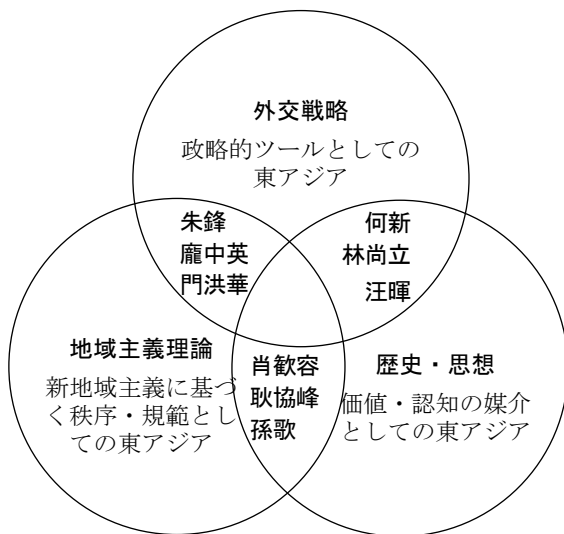 外交戦略
政略的ツールとしての
東アジア
朱鋒
龐中英
門洪華
何新
林尚立
汪暉
地域主義理論
新地域主義に基づ
く秩序・規範とし
ての東アジア
肖歓容
耿協峰
孫歌
歴史・思想
価値・認知の媒介
としての東アジア